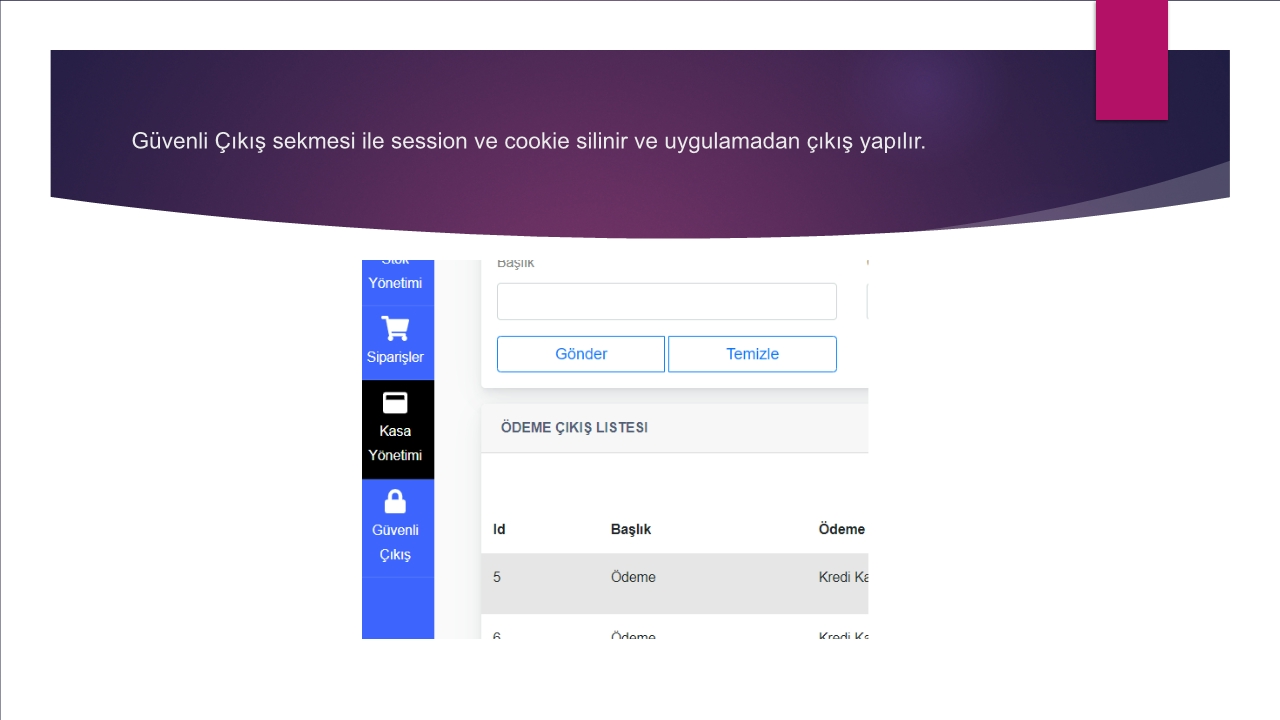 Güvenli Çıkış sekmesi ile session ve cookie silinir ve uygulamadan çıkış yapılır.
Stok
Yönetimi
Siparişler
Kasa
Yönetimi
Güvenli
Çıkış
Başlık
Gönder
Temizle
ÖDEME ÇIKIŞ LISTESI
Id Başlık Ödeme
5 Ödeme Kredi Ka
6 Ödeme Kredi Ka